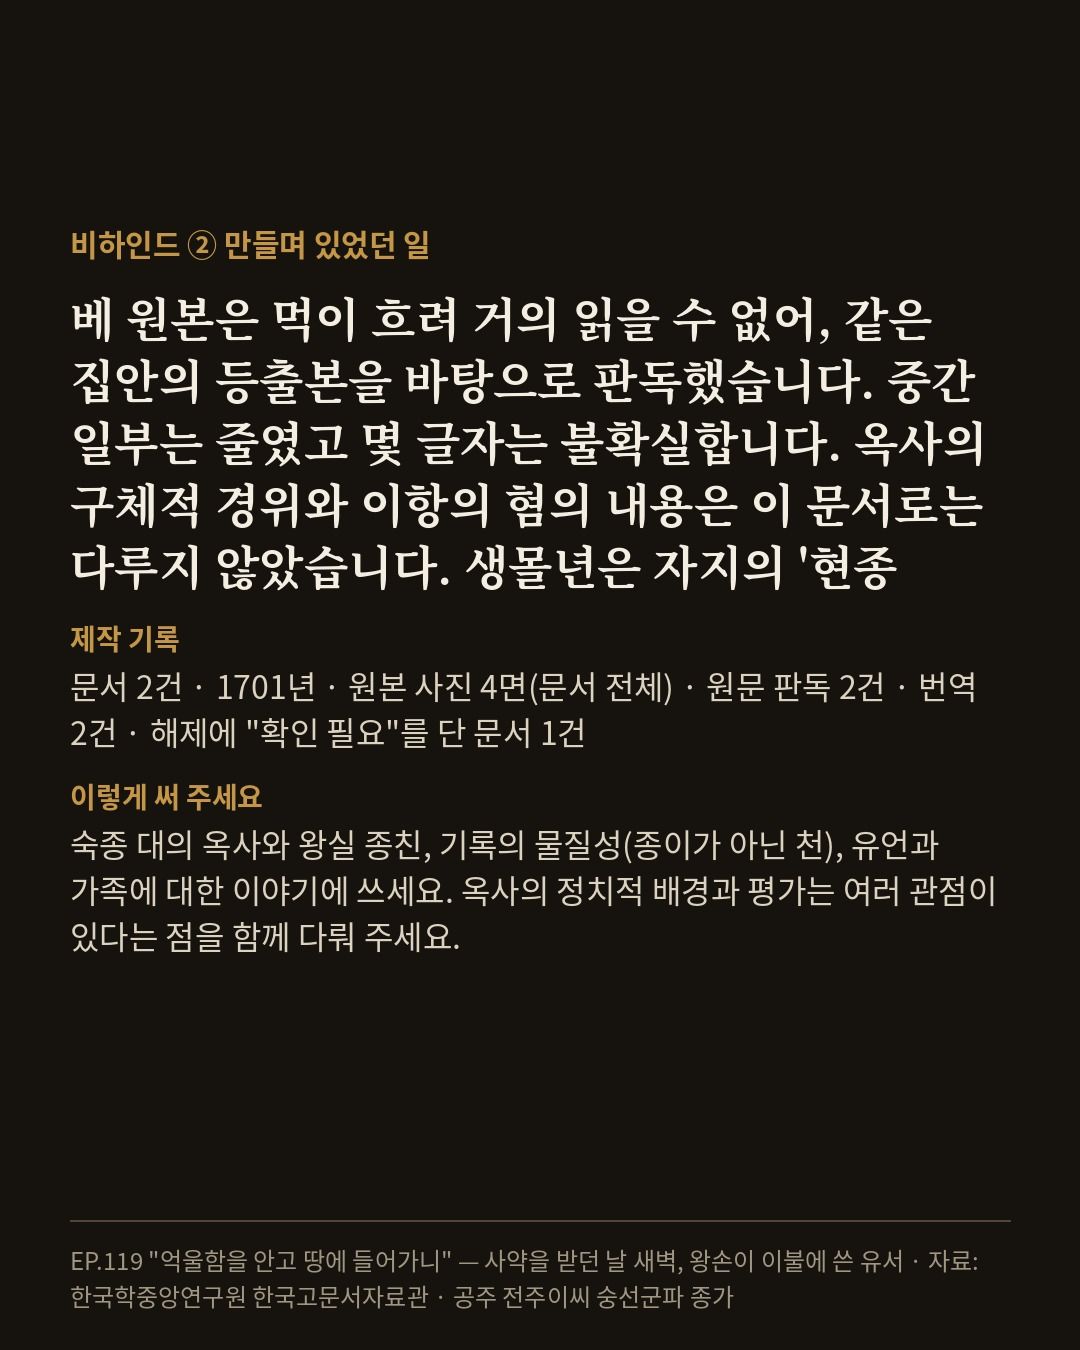 비하인드 ② 만들며 있었던 일
베 원본은 먹이 흐려 거의 읽을 수 없어, 같은
집안의 등출본을 바탕으로 판독했습니다. 중간
일부는 줄였고 몇 글자는 불확실합니다. 옥사의
구체적 경위와 이항의 혐의 내용은 이 문서로는
다루지 않았습니다. 생몰년은 자지의 '현종
제작 기록
문서 2건 · 1701년 · 원본 사진 4면(문서 전체) · 원문 판독 2건 · 번역
2건 · 해제에 "확인 필요"를 단 문서 1건
이렇게 써 주세요
숙종 대의 옥사와 왕실 종친, 기록의 물질성(종이가 아닌 천), 유언과
가족에 대한 이야기에 쓰세요. 옥사의 정치적 배경과 평가는 여러 관점이
있다는 점을 함께 다뤄 주세요.
EP.119 "억울함을 안고 땅에 들어가니" — 사약을 받던 날 새벽, 왕손이 이불에 쓴 유서 · 자료:
한국학중앙연구원 한국고문서자료관 · 공주 전주이씨 숭선군파 종가